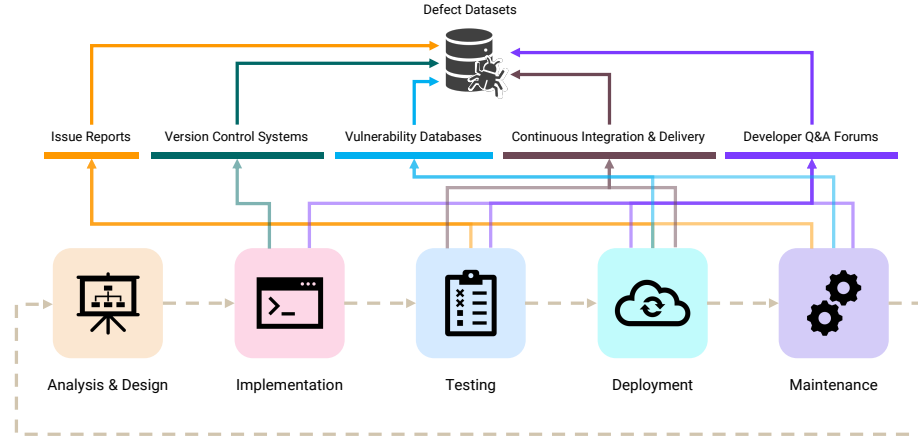 Defect Datasets
Issue Reports
Version Control Systems
Vulnerability Databases
Continuous Integration & Delivery
Developer Q&A Forums
Analysis & Design
Implementation
Testing
Deployment
Maintenance